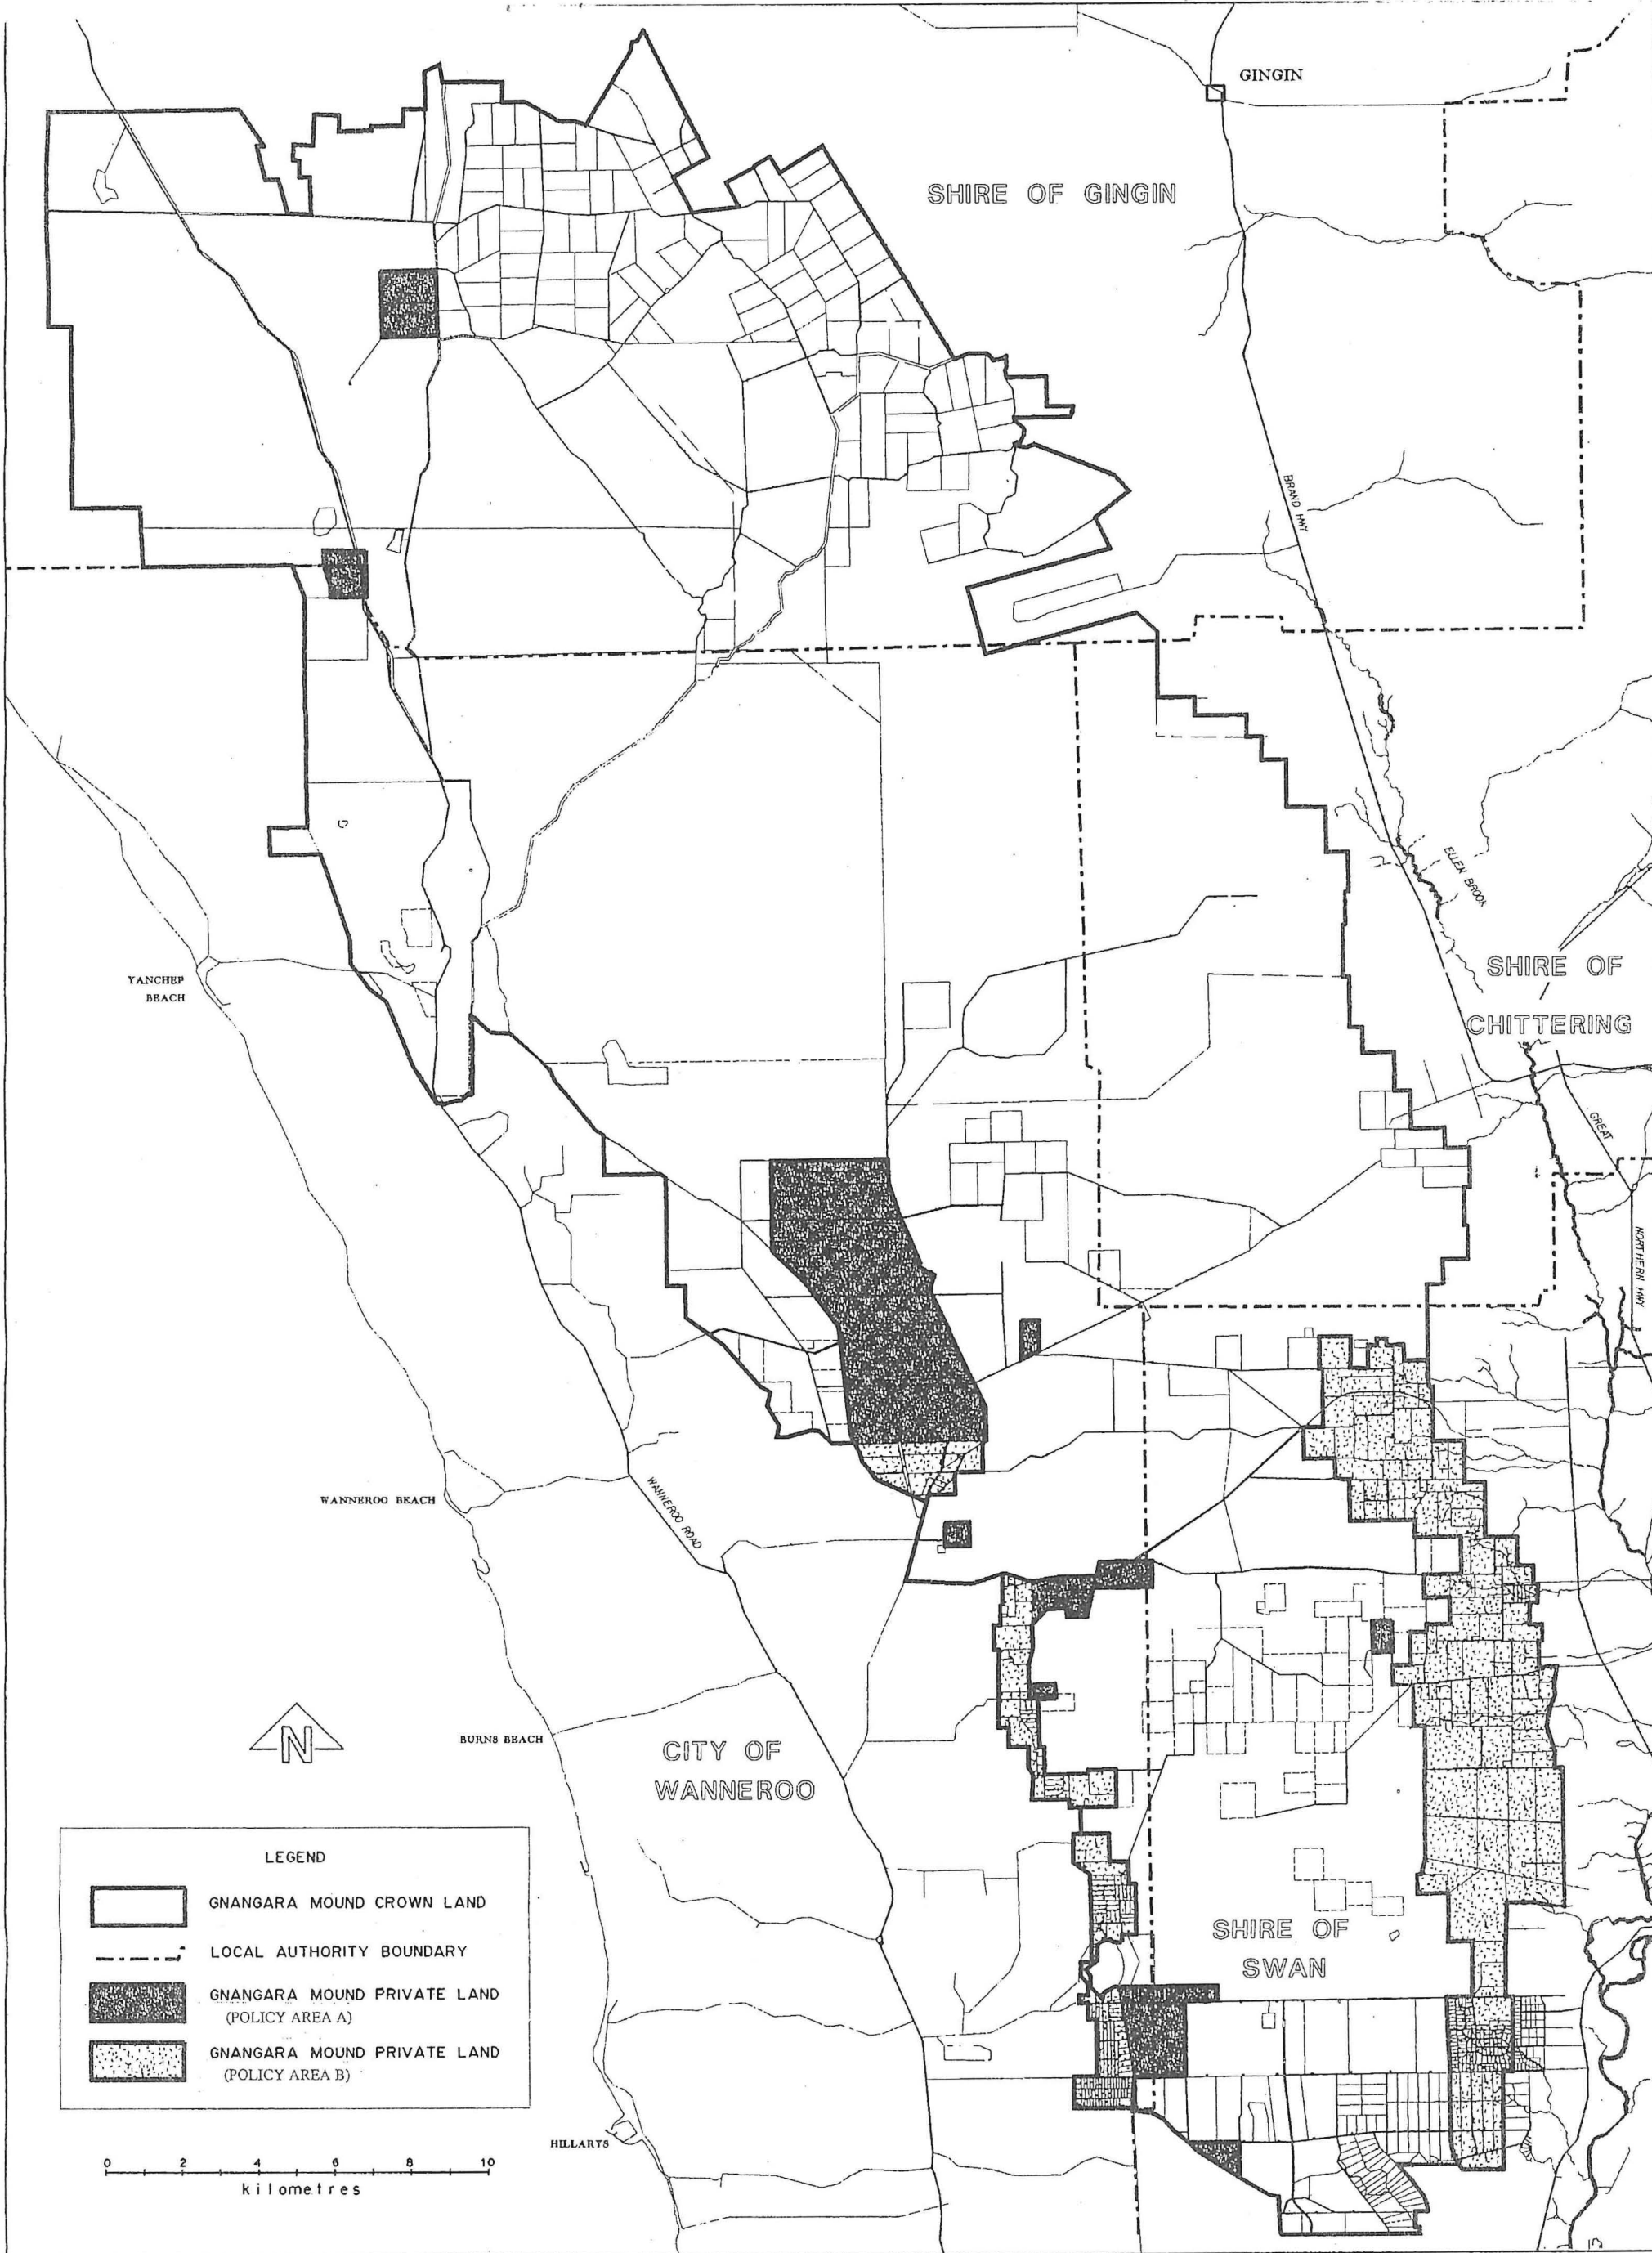 GINGIN
SHIRE OF GINGIN
BRAND HWY
ELLEN BROOK
SHIRE OF
CHITTERING
YANCHEP
BEACH
GREAT
NORTHERN HWY
WANNEROO BEACH
WANNEROO ROAD
N
BURNS BEACH
CITY OF
WANNEROO
SHIRE OF
SWAN
LEGEND
GNANGARA MOUND CROWN LAND
LOCAL AUTHORITY BOUNDARY
GNANGARA MOUND PRIVATE LAND
(POLICY AREA A)
GNANGARA MOUND PRIVATE LAND
(POLICY AREA B)
HILLARYS
0 2 4 6 8 10
kilometres